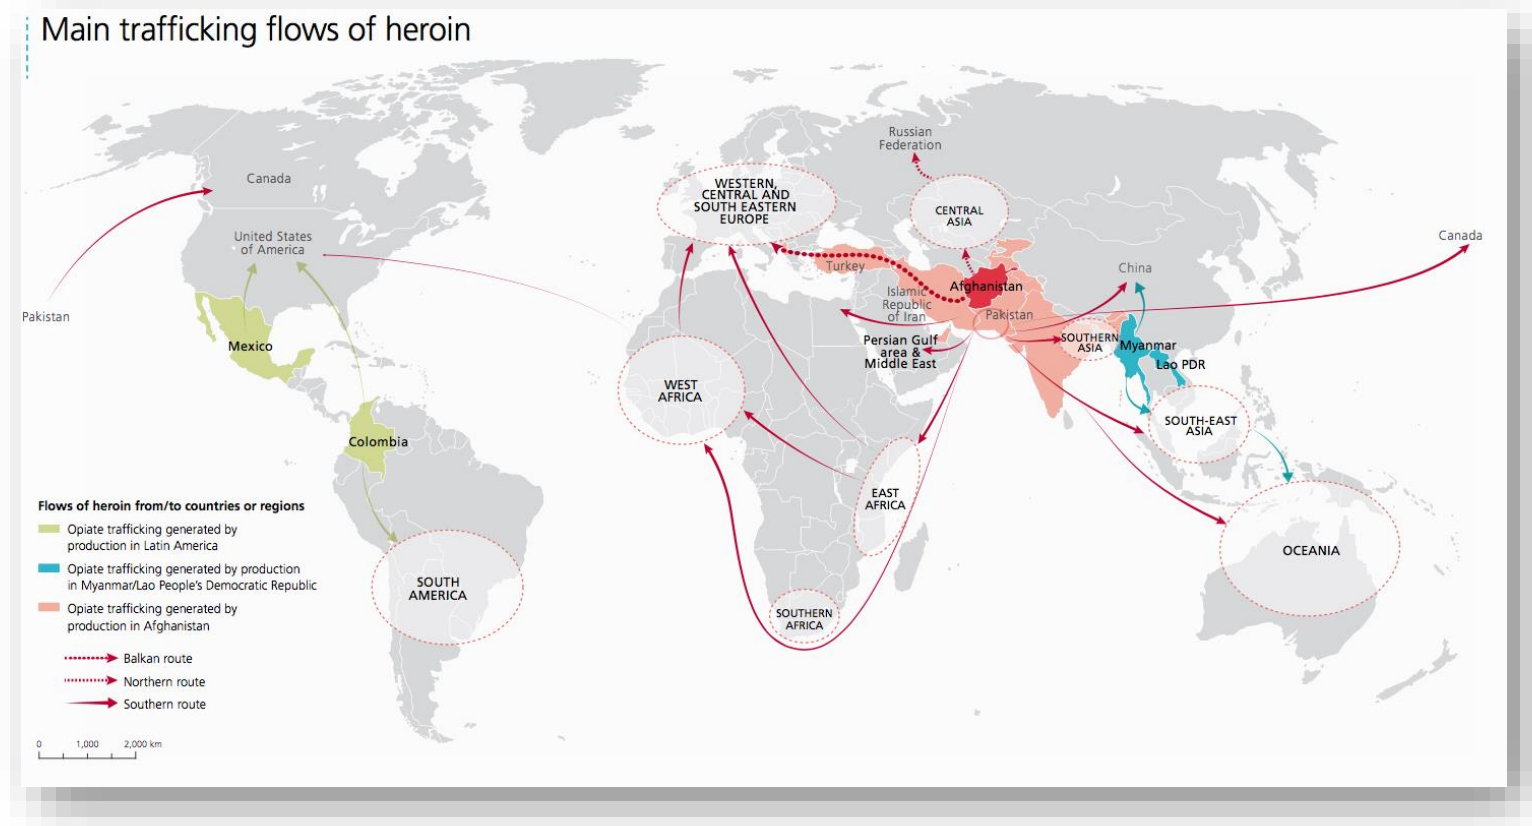 Main trafficking flows of heroin
Russian
Federation
Canada
WESTERN,
CENTRAL AND
SOUTH EASTERN
EUROPE
CENTRAL
ASIA
United States
of America
Canada
Turkey
China
Afghanistan
Islamic
Republic
of Iran
Pakistan
Pakistan
Persian Gulf
area &
Middle East
SOUTHERN
ASIA
Myanmar
Lao PDR
Mexico
WEST
AFRICA
SOUTH-EAST
ASIA
Colombia
EAST
AFRICA
OCEANIA
SOUTH
AMERICA
SOUTHERN
AFRICA
Flows of heroin from/to countries or regions
Opiate trafficking generated by
production in Latin America
Opiate trafficking generated by production
in Myanmar/Lao People's Democratic Republic
Opiate trafficking generated by
production in Afghanistan
Balkan route
Northern route
Southern route
0 1,000 2,000 km